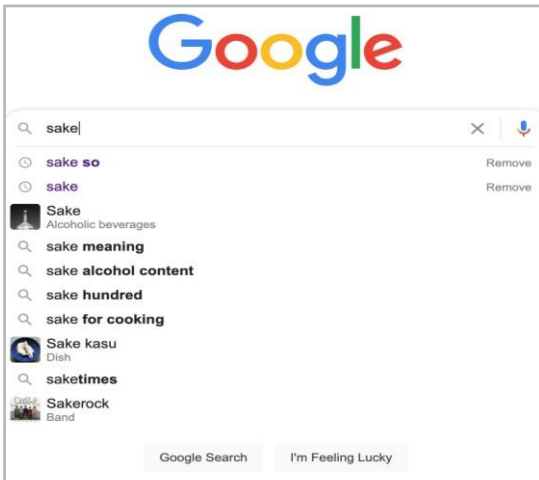 Google
sake
sake so Remove
sake Remove
Sake
Alcoholic beverages
sake meaning
sake alcohol content
sake hundred
sake for cooking
Sake kasu
Dish
saketimes
Sakerock
Band
Google Search I'm Feeling Lucky